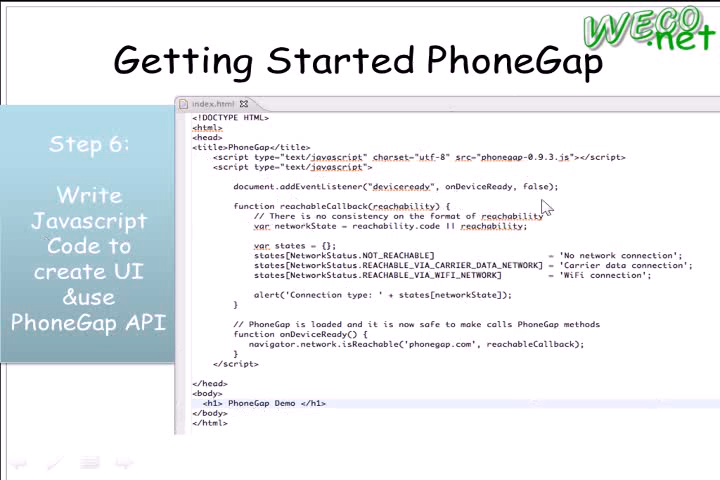 WECO
.net
Getting Started PhoneGap
Step 6:
Write
Javascript
Code to
create UI
&use
PhoneGap API
index.html
<!DOCTYPE HTML>
<html>
<head>
<title>PhoneGap</title>
<script type="text/javascript" charset="utf-8" src="phonegap-0.9.3.js"></script>
<script type="text/javascript">
document.addEventListener("deviceready", onDeviceReady, false);
function reachableCallback(reachability) {
// There is no consistency on the format of reachability
var networkState = reachability.code || reachability;
var states = {};
states[NetworkStatus.NOT_REACHABLE] = 'No network connection';
states[NetworkStatus.REACHABLE_VIA_CARRIER_DATA_NETWORK] = 'Carrier data connection';
states[NetworkStatus.REACHABLE_VIA_WIFI_NETWORK] = 'WiFi connection';
alert('Connection type: ' + states[networkState]);
}
// PhoneGap is loaded and it is now safe to make calls PhoneGap methods
function onDeviceReady() {
navigator.network.isReachable('phonegap.com', reachableCallback);
}
</script>
</head>
<body>
<h1> PhoneGap Demo </h1>
</body>
</html>